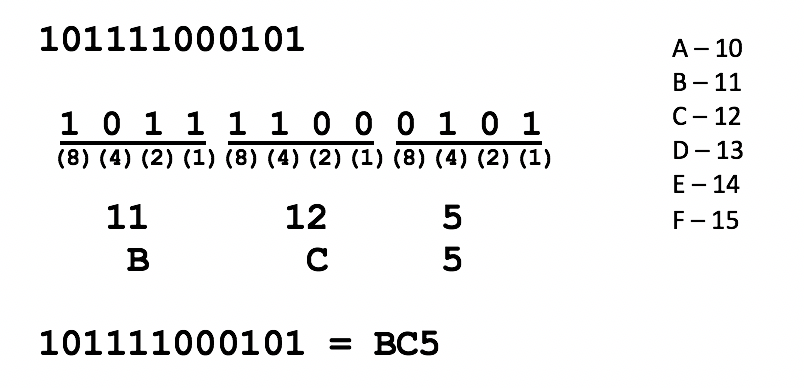 101111000101
1 0 1 1 1 1 0 0 0 1 0 1
(8) (4) (2) (1) (8) (4) (2) (1) (8) (4) (2) (1)
11 12 5
B C 5
101111000101 = BC5
A – 10
B – 11
C – 12
D – 13
E – 14
F – 15